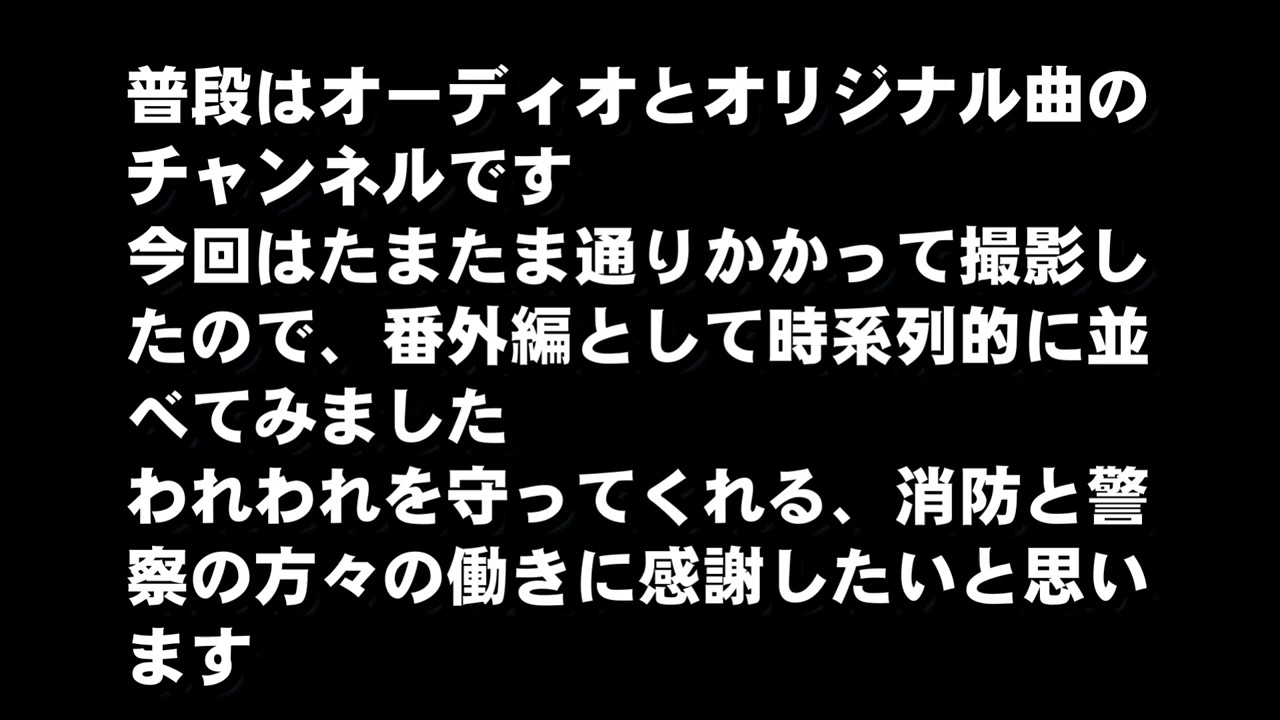 普段はオーディオとオリジナル曲の
チャンネルです
今回はたまたま通りかかって撮影し
たので、番外編として時系列的に並
べてみました
われわれを守ってくれる、消防と警
察の方々の働きに感謝したいと思い
ます